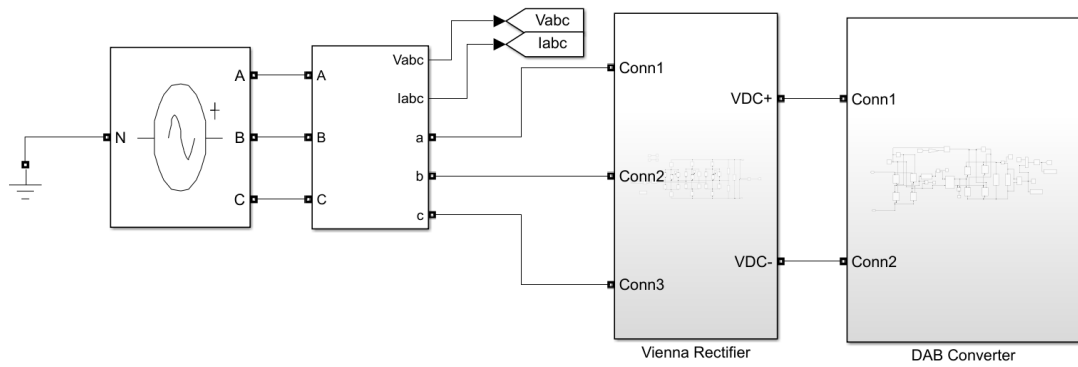 Vabc
Iabc
N
A
B
C
A
B
C
Vabc
Iabc
a
b
c
Conn1
Conn2
Conn3
VDC+
VDC-
Vienna Rectifier
Conn1
Conn2
DAB Converter